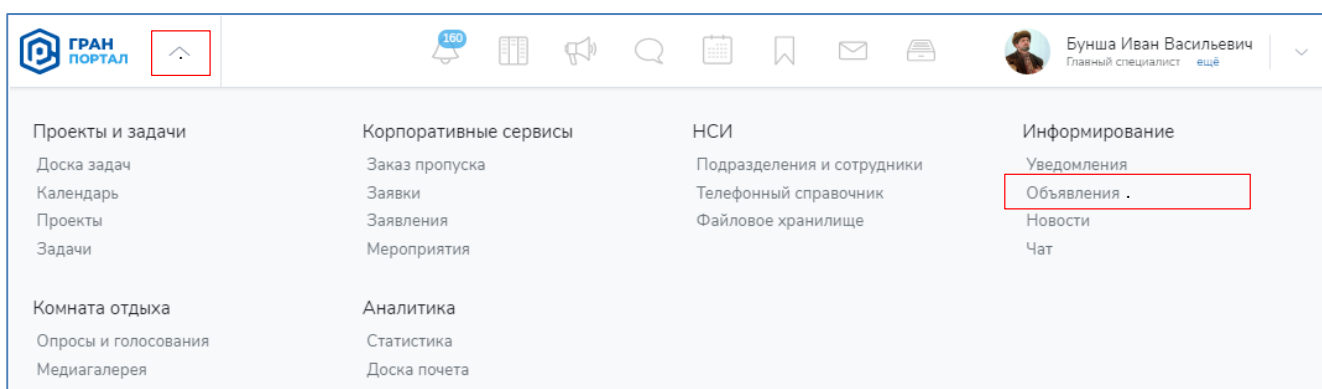 ГРАН
ПОРТАЛ
160
Бунша Иван Васильевич
Главный специалист ещё
Проекты и задачи
Доска задач
Календарь
Проекты
Задачи
Корпоративные сервисы
Заказ пропуска
Заявки
Заявления
Мероприятия
НСИ
Подразделения и сотрудники
Телефонный справочник
Файловое хранилище
Информирование
Уведомления
Объявления .
Новости
Чат
Комната отдыха
Опросы и голосования
Медиагалерея
Аналитика
Статистика
Доска почета